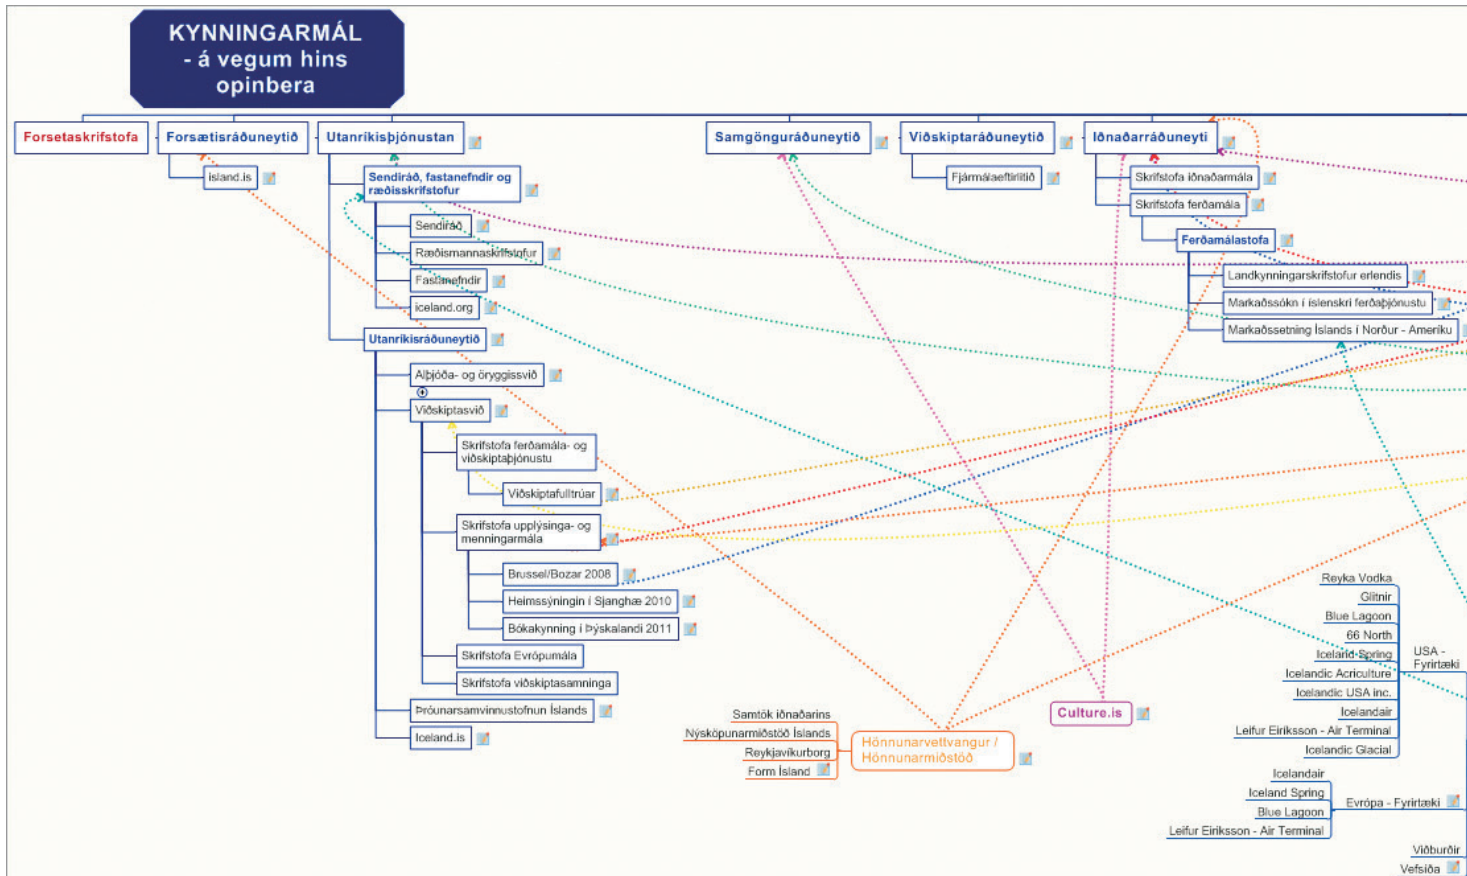 KYNNINGARMÁL
- á vegum hins
opinbera
Forsetaskrifstofa
Forsætisráðuneytið
Utanríkisþjónustan
Samgönguráðuneytið
Viðskiptaráðuneytið
Iðnaðarráðuneyti
ísland.is
Sendiráð, fastanefndir og
ræðisskrifstofur
Sendiráð
Ræðismannaskrifstofur
Fastanefndir
iceland.org
Utanríkisráðuneytið
Alþjóða- og öryggissvið
Viðskiptasvið
Skrifstofa ferðamála- og
viðskiptaþjónustu
Viðskiptafulltrúar
Skrifstofa upplýsinga- og
menningarmála
Brussel/Bozar 2008
Heimssýningin í Sjanghæ 2010
Bókakynning í Þýskalandi 2011
Skrifstofa Evrópumála
Skrifstofa viðskiptasamninga
Þróunarsamvinnustofnun Íslands
Iceland.is
Fjármálaeftirlitið
Skrifstofa iðnaðarmála
Skrifstofa ferðamála
Ferðamálastofa
Landkynningarskrifstofur erlendis
Markaðssókn í íslenskri ferðaþjónustu
Markaðssetning Íslands í Norður - Ameríku
Samtök iðnaðarins
Nýsköpunarmiðstöð Íslands
Reykjavíkurborg
Form Ísland
Hönnunarvettvangur /
Hönnunarmiðstöð
Culture.is
Reyka Vodka
Glitnir
Blue Lagoon
66 North
Iceland Spring
Icelandic Acriculture
Icelandic USA inc.
Icelandair
Leifur Eiriksson - Air Terminal
Icelandic Glacial
USA -
Fyrirtæki
Icelandair
Iceland Spring
Blue Lagoon
Leifur Eiriksson - Air Terminal
Evrópa - Fyrirtæki
Viðburðir
Vefsíða